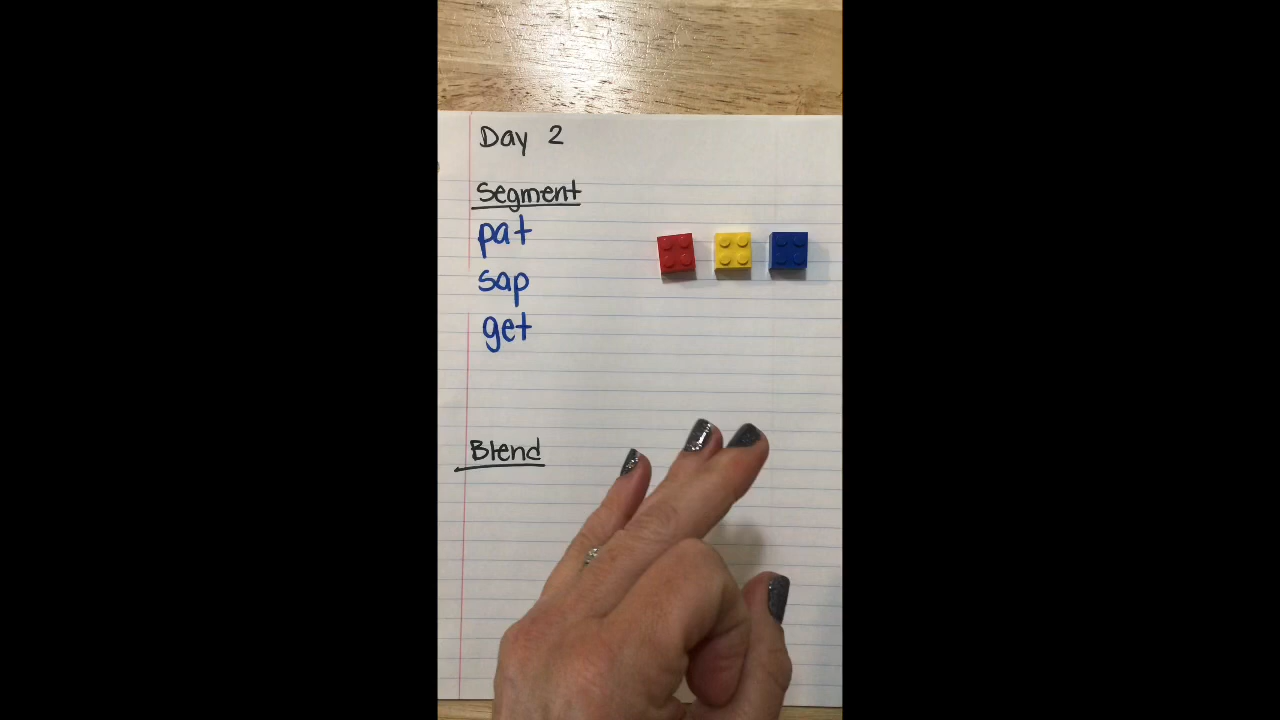 Day 2
Segment
pat
sap
get
Blend